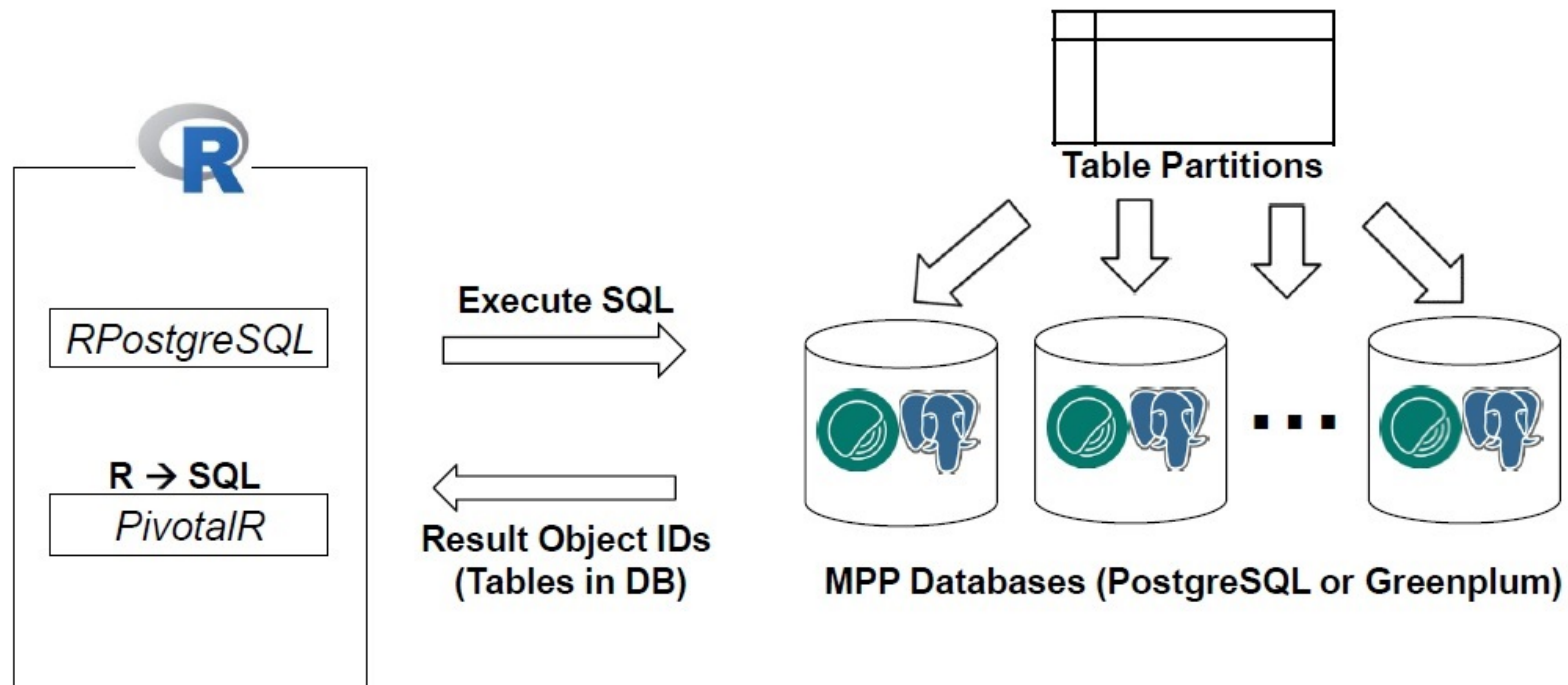 R
RPostgreSQL
R → SQL
PivotalR
Execute SQL
Result Object IDs
(Tables in DB)
Table Partitions
...
MPP Databases (PostgreSQL or Greenplum)